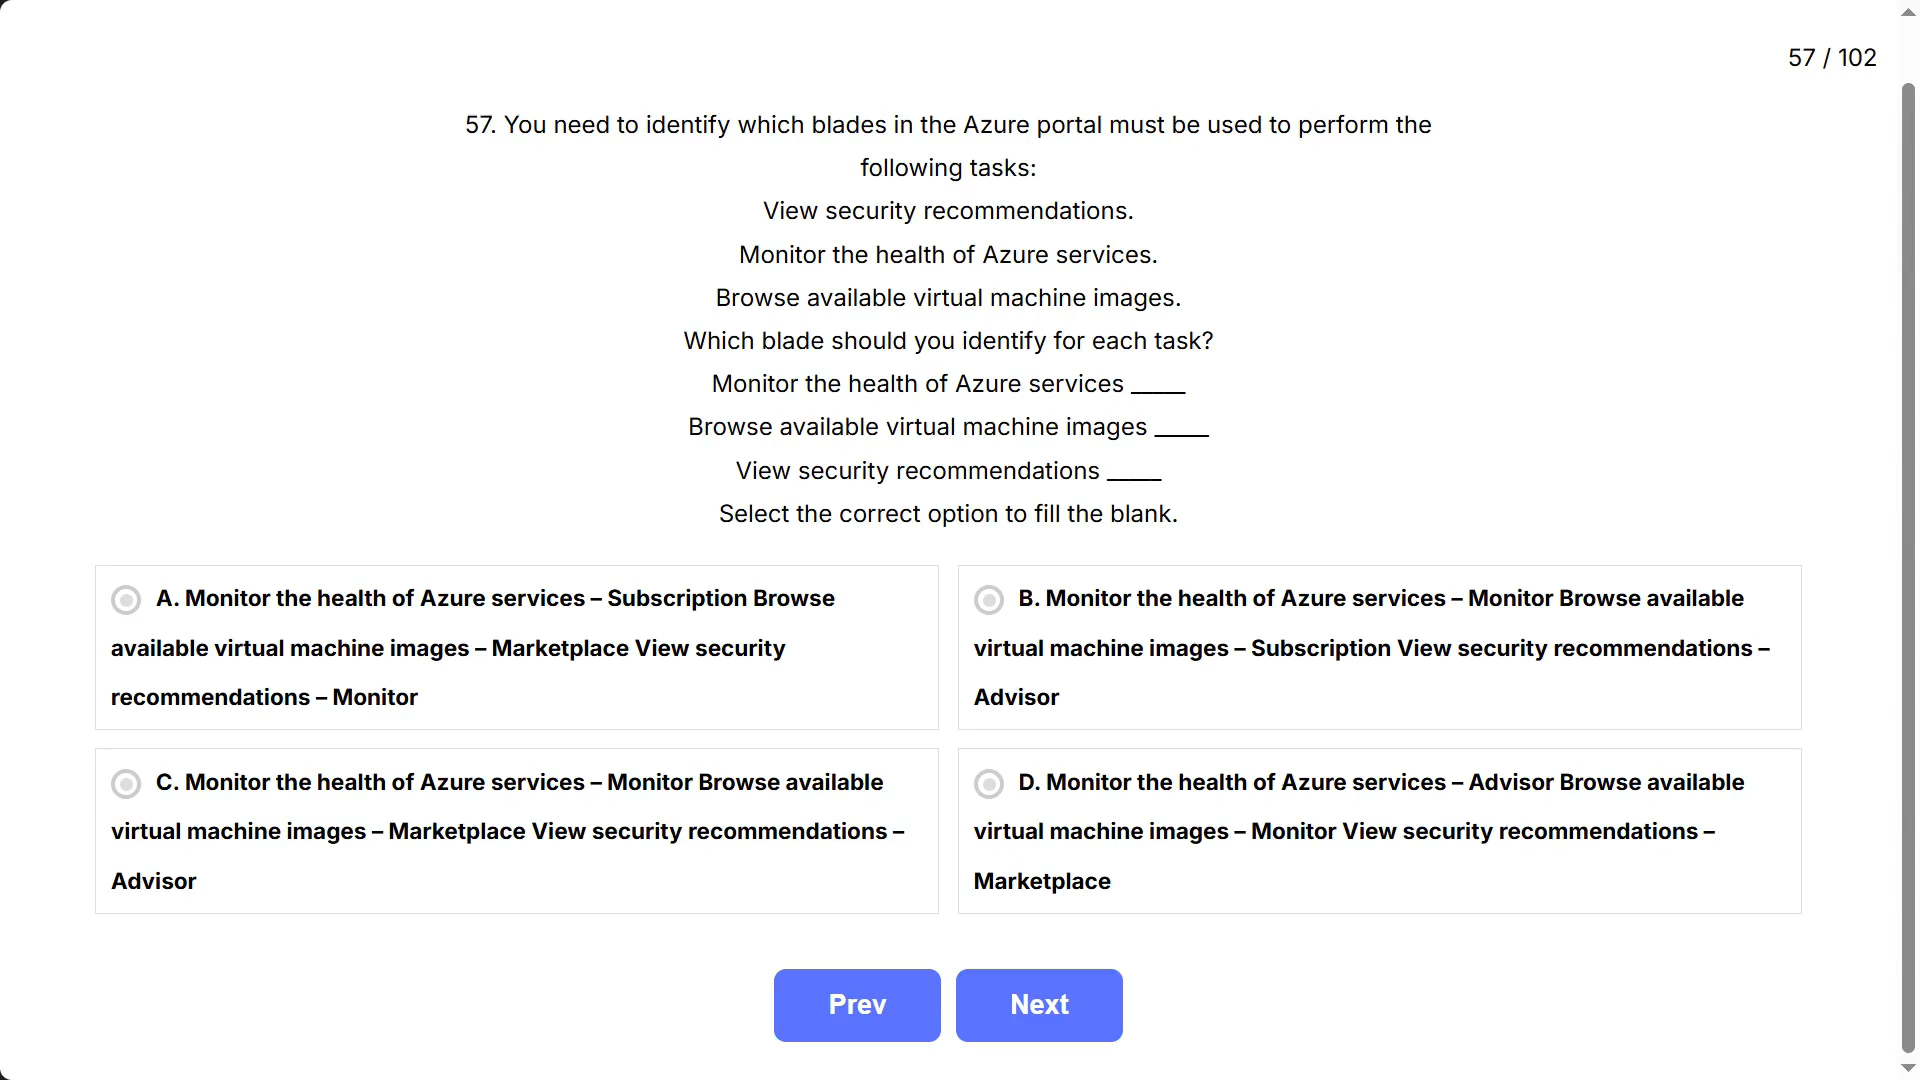 57 / 102
57. You need to identify which blades in the Azure portal must be used to perform the
following tasks:
View security recommendations.
Monitor the health of Azure services.
Browse available virtual machine images.
Which blade should you identify for each task?
Monitor the health of Azure services _____
Browse available virtual machine images _____
View security recommendations _____
Select the correct option to fill the blank.
A. Monitor the health of Azure services – Subscription Browse
available virtual machine images – Marketplace View security
recommendations – Monitor
B. Monitor the health of Azure services – Monitor Browse available
virtual machine images – Subscription View security recommendations –
Advisor
C. Monitor the health of Azure services – Monitor Browse available
virtual machine images – Marketplace View security recommendations –
Advisor
D. Monitor the health of Azure services – Advisor Browse available
virtual machine images – Monitor View security recommendations –
Marketplace
Prev
Next